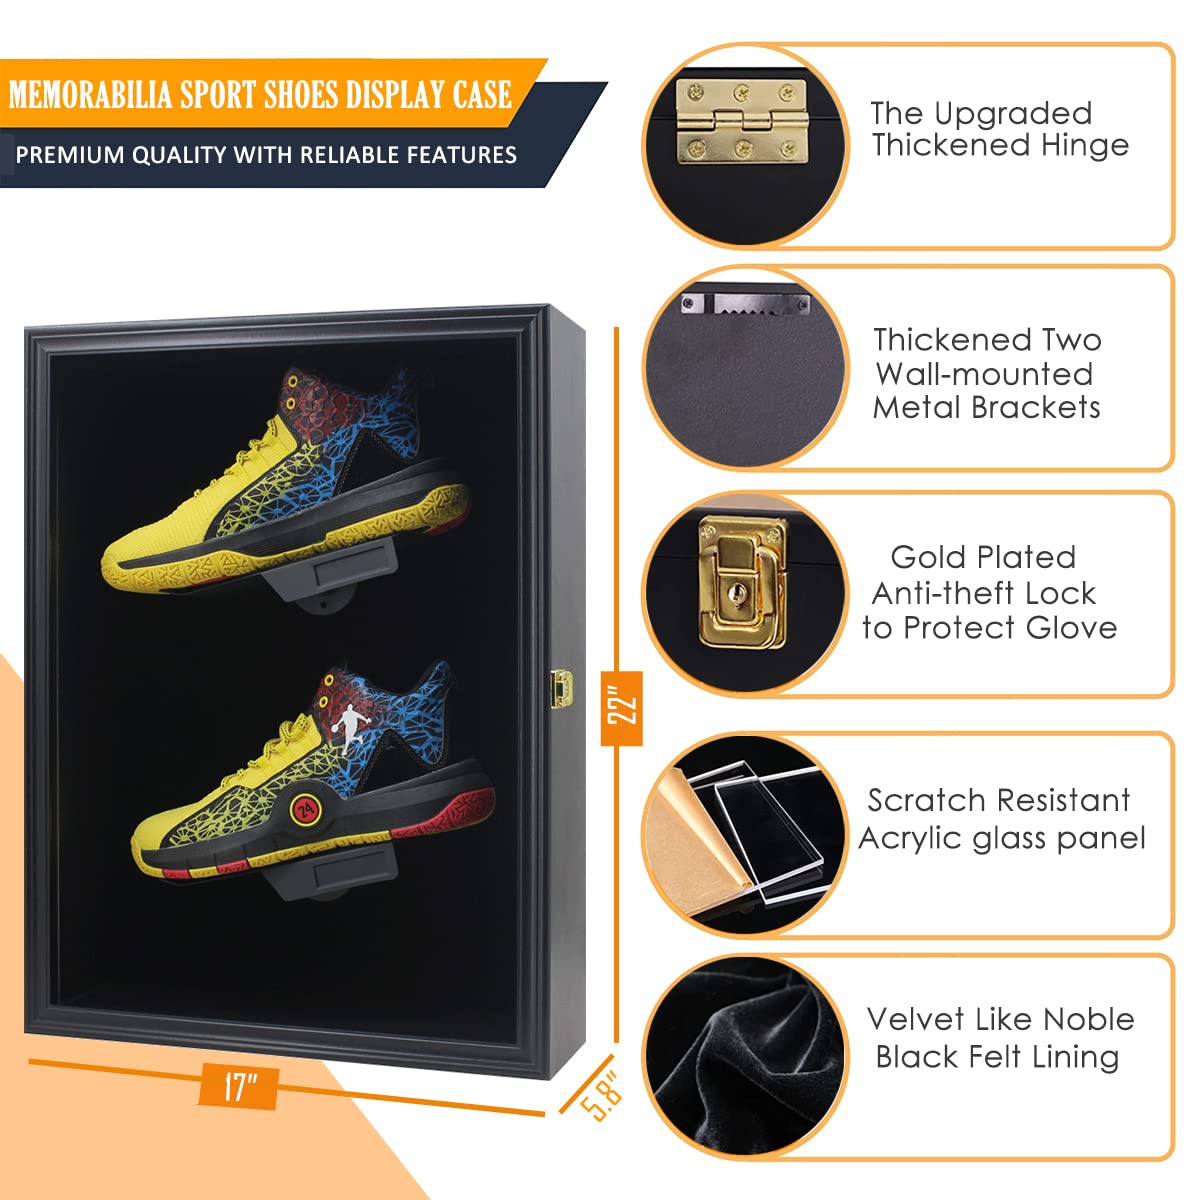 MEMORABILIA SPORT SHOES DISPLAY CASE
PREMIUM QUALITY WITH RELIABLE FEATURES
The Upgraded
Thickened Hinge
Thickened Two
Wall-mounted
Metal Brackets
Gold Plated
Anti-theft Lock
to Protect Glove
Scratch Resistant
Acrylic glass panel
Velvet Like Noble
Black Felt Lining
24
22"
17"
5.8"